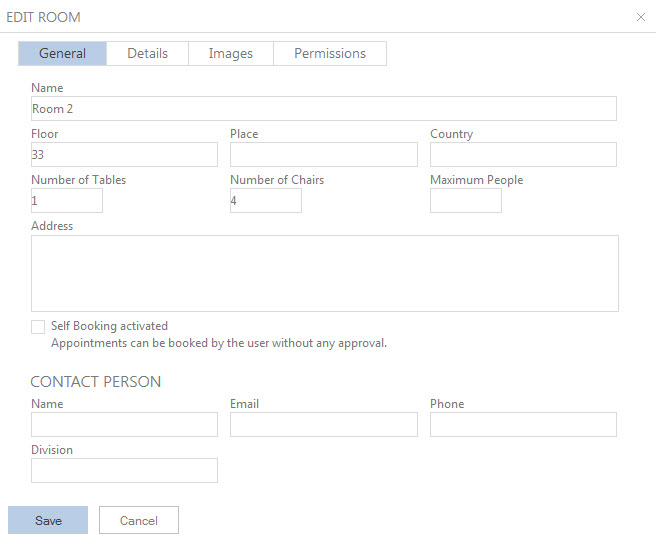 EDIT ROOM
General Details Images Permissions
Name
Room 2
Floor Place Country
33
Number of Tables Number of Chairs Maximum People
1 4
Address
Self Booking activated
Appointments can be booked by the user without any approval.
CONTACT PERSON
Name Email Phone
Division
Save Cancel